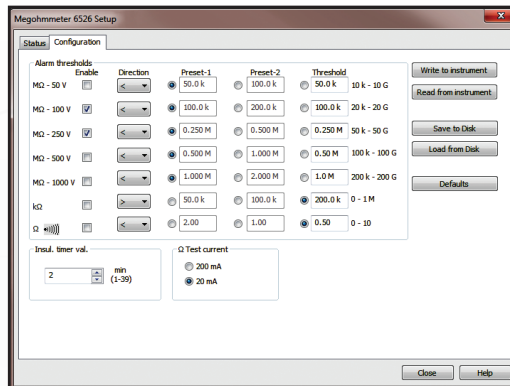 Megohmmeter 6526 Setup
Status Configuration
Alarm thresholds
Enable Direction Preset-1 Preset-2 Threshold
MΩ - 50 V < 50.0 k 100.0 k 50.0 k 10 k - 10 G
MΩ - 100 V < 100.0 k 200.0 k 100.0 k 20 k - 20 G
MΩ - 250 V < 0.250 M 0.500 M 0.250 M 50 k - 50 G
MΩ - 500 V < 0.500 M 1.000 M 0.50 M 100 k - 100 G
MΩ - 1000 V < 1.000 M 2.000 M 1.0 M 200 k - 200 G
kΩ > 50.0 k 100.0 k 200.0 k 0 - 1 M
Ω < 2.00 1.00 0.50 0 - 10
Write to instrument
Read from instrument
Save to Disk
Load from Disk
Defaults
Insul. timer val.
2 min
(1-39)
Ω Test current
200 mA
20 mA
Close Help